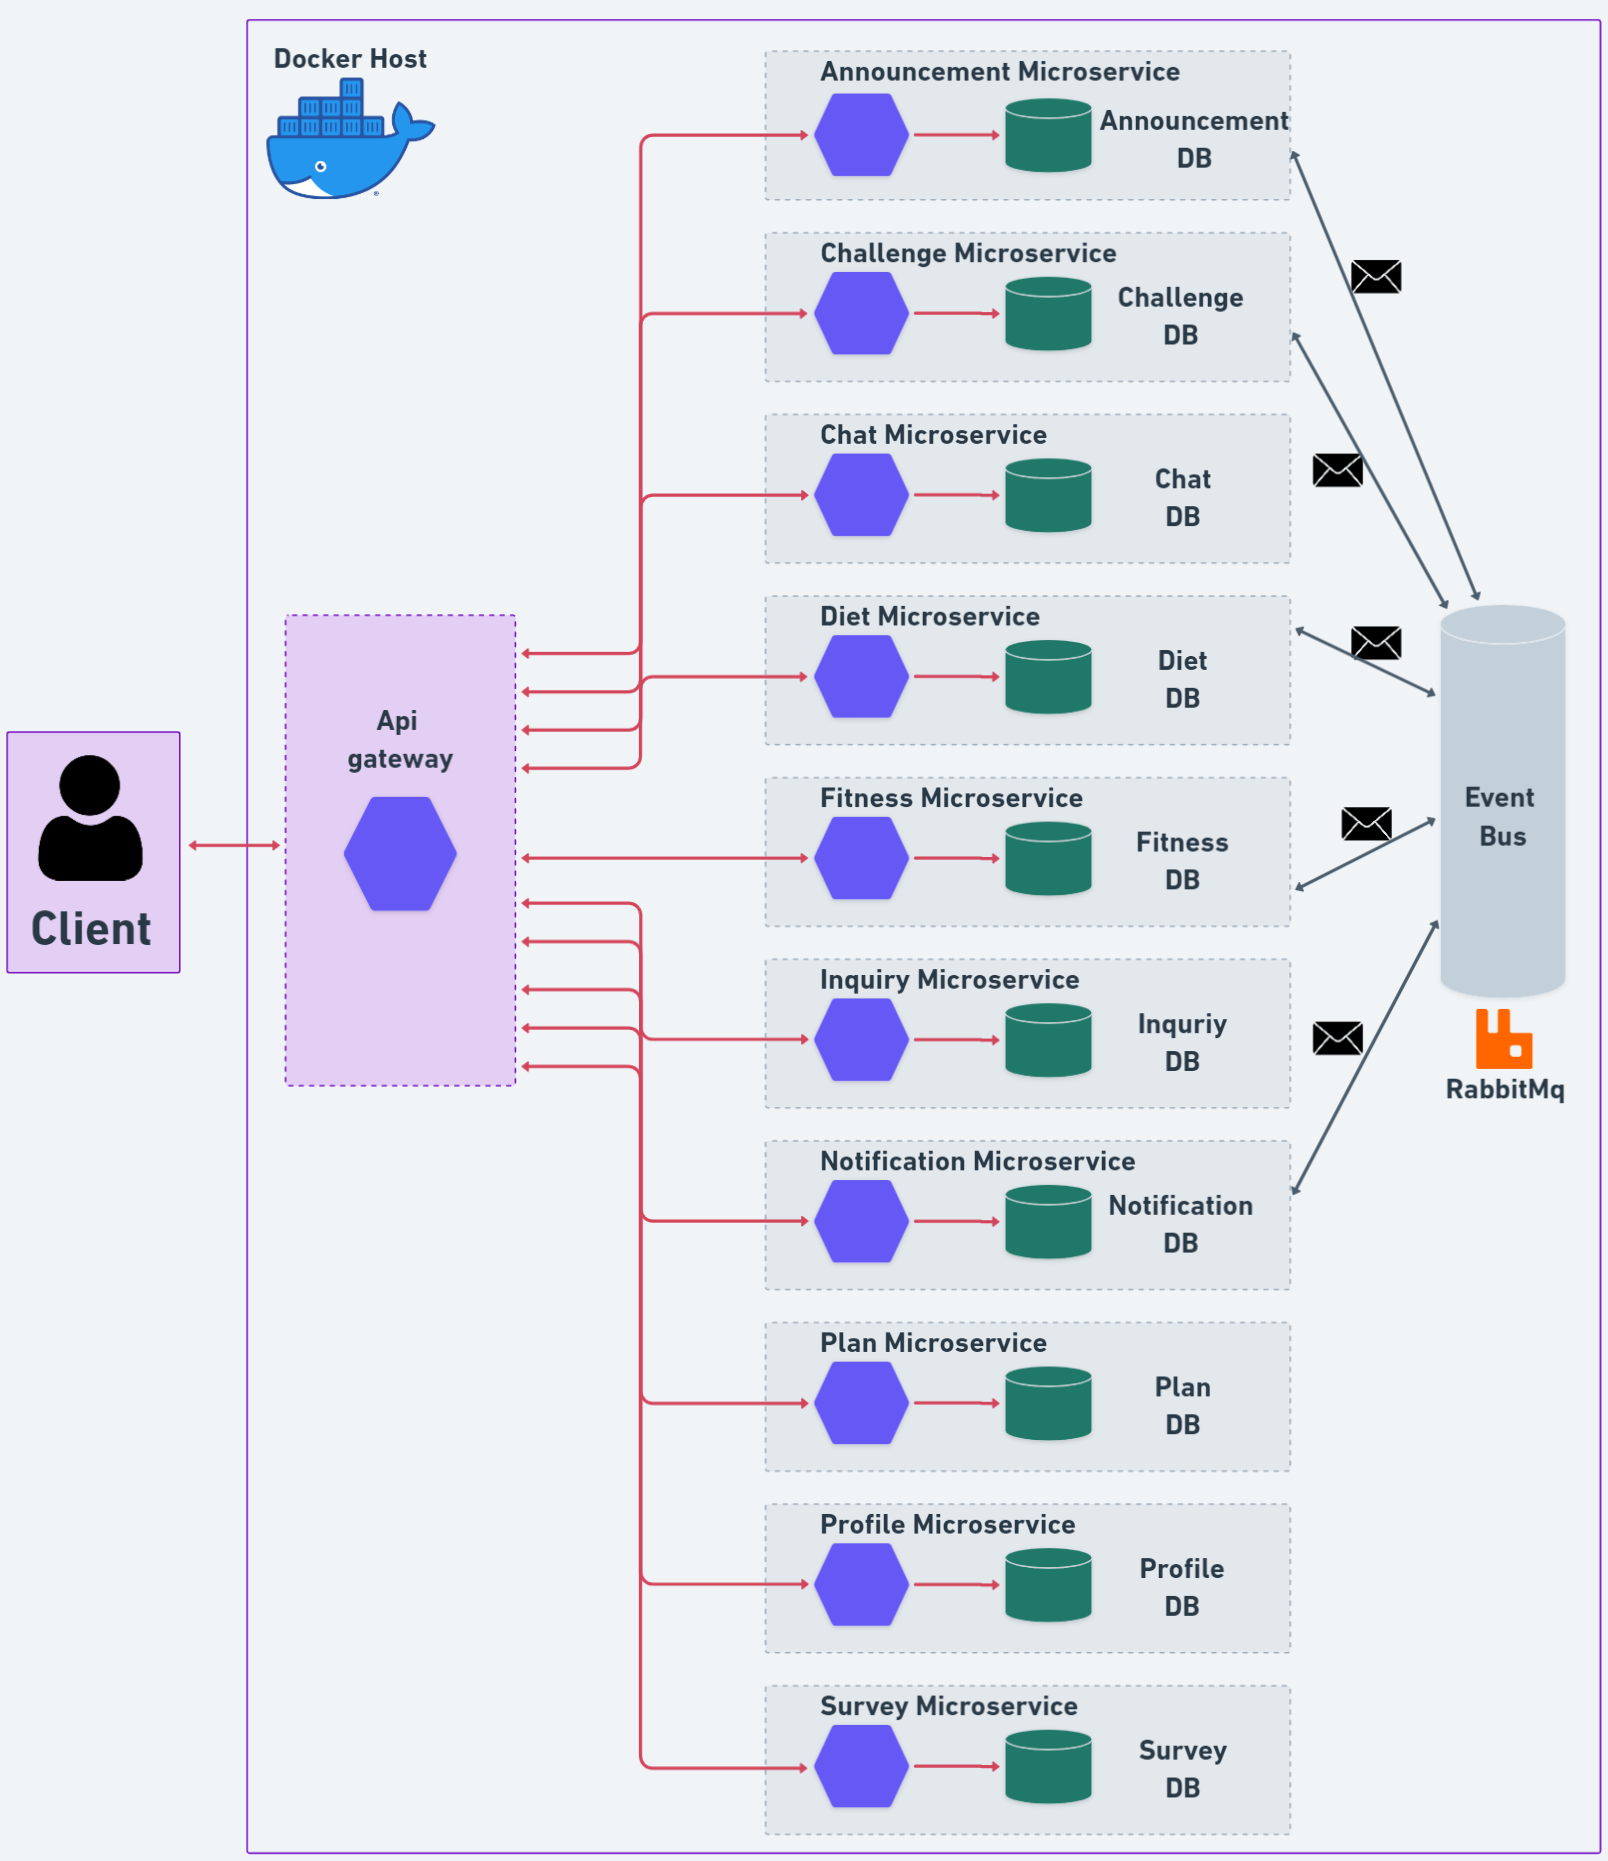 Docker Host
Announcement Microservice
Announcement
DB
Challenge Microservice
Challenge
DB
Chat Microservice
Chat
DB
Diet Microservice
Diet
DB
Api
gateway
Client
Fitness Microservice
Fitness
DB
Event
Bus
Inquiry Microservice
Inquriy
DB
RabbitMq
Notification Microservice
Notification
DB
Plan Microservice
Plan
DB
Profile Microservice
Profile
DB
Survey Microservice
Survey
DB